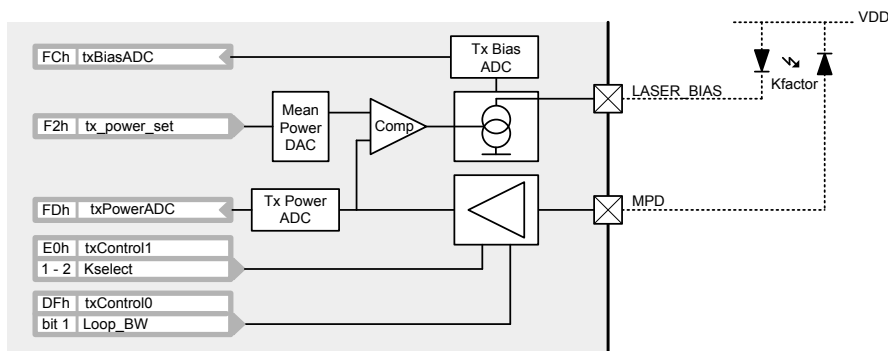 VDD
FCh txBiasADC
Tx Bias
ADC
Kfactor
LASER_BIAS
F2h tx_power_set
Mean
Power
DAC
Comp
FDh txPowerADC
Tx Power
ADC
MPD
E0h txControl1
1 - 2 Kselect
DFh txControl0
bit 1 Loop_BW